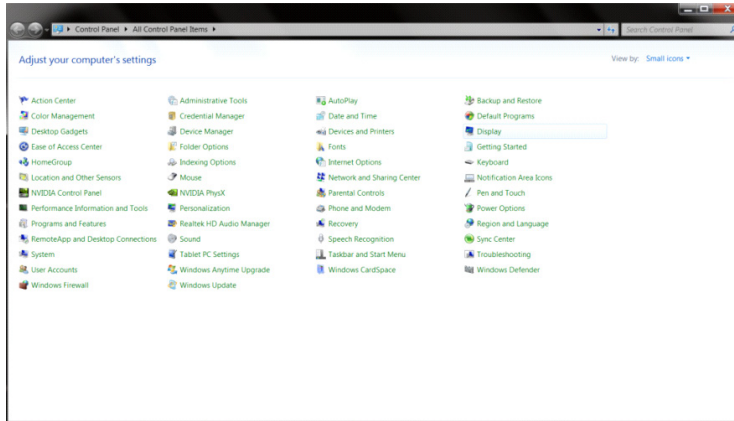 Control Panel All Control Panel Items
Search Control Panel
Adjust your computer's settings
View by: Small icons
Action Center Administrative Tools AutoPlay Backup and Restore
Color Management Credential Manager Date and Time Default Programs
Desktop Gadgets Device Manager Devices and Printers Display
Ease of Access Center Folder Options Fonts Getting Started
HomeGroup Indexing Options Internet Options Keyboard
Location and Other Sensors Mouse Network and Sharing Center Notification Area Icons
NVIDIA Control Panel NVIDIA PhysX Parental Controls Pen and Touch
Performance Information and Tools Personalization Phone and Modem Power Options
Programs and Features Realtek HD Audio Manager Recovery Region and Language
RemoteApp and Desktop Connections Sound Speech Recognition Sync Center
System Tablet PC Settings Taskbar and Start Menu Troubleshooting
User Accounts Windows Anytime Upgrade Windows CardSpace Windows Defender
Windows Firewall Windows Update